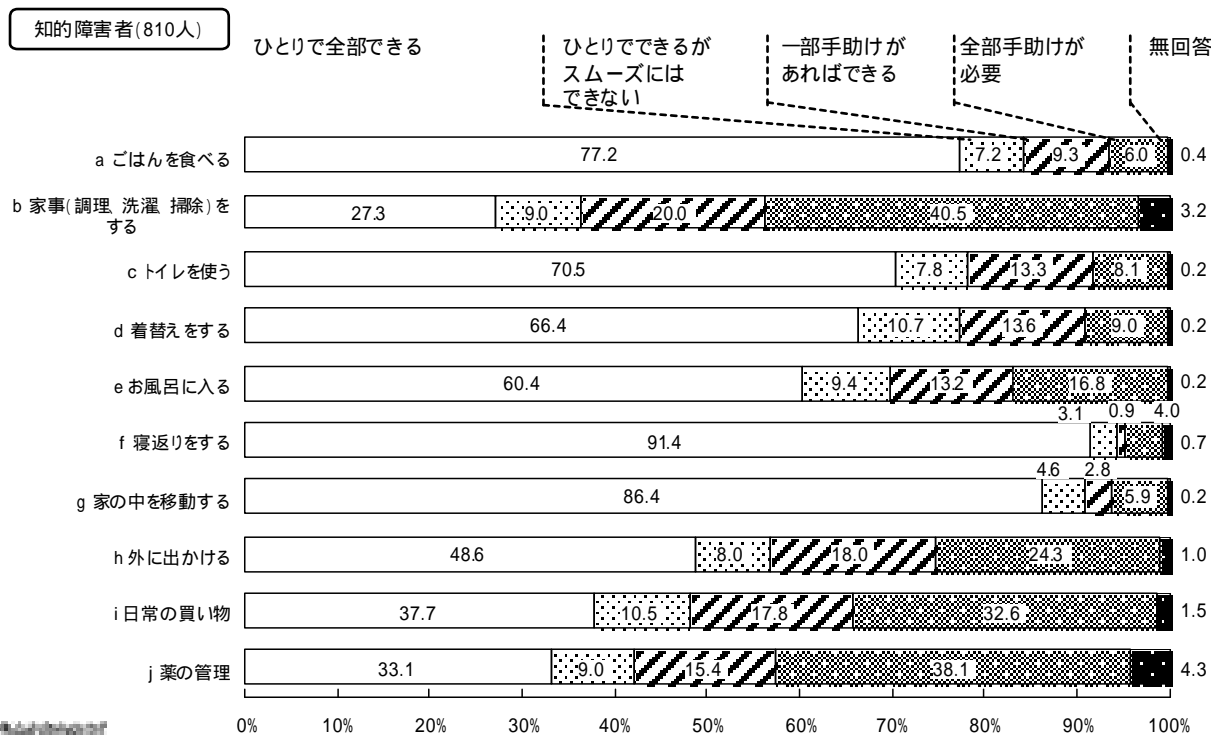 知的障害者(810人)
ひとりで全部できる
ひとりでできるが
スムーズには
できない
一部手助けが
あればできる
全部手助けが
必要
無回答
a ごはんを食べる 77.2 7.2 9.3 6.0 0.4
b 家事(調理、洗濯、掃除)を
する
27.3 9.0 20.0 40.5 3.2
c トイレを使う 70.5 7.8 13.3 8.1 0.2
d 着替えをする 66.4 10.7 13.6 9.0 0.2
e お風呂に入る 60.4 9.4 13.2 16.8 0.2
3.1 0.9 4.0
f 寝返りをする 91.4 0.7
4.6 2.8
g 家の中を移動する 86.4 5.9 0.2
h 外に出かける 48.6 8.0 18.0 24.3 1.0
i 日常の買い物 37.7 10.5 17.8 32.6 1.5
j 薬の管理 33.1 9.0 15.4 38.1 4.3
0% 10% 20% 30% 40% 50% 60% 70% 80% 90% 100%